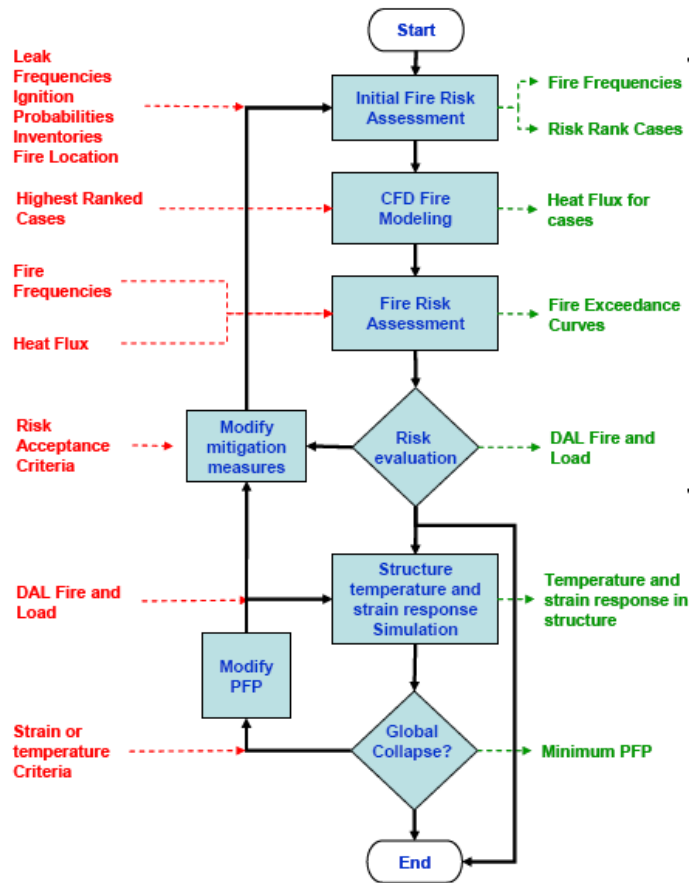 Start
Leak
Frequencies
Ignition
Probabilities
Inventories
Fire Location
Initial Fire Risk
Assessment
Fire Frequencies
Risk Rank Cases
Highest Ranked
Cases
CFD Fire
Modeling
Heat Flux for
cases
Fire
Frequencies
Heat Flux
Fire Risk
Assessment
Fire Exceedance
Curves
Risk
Acceptance
Criteria
Modify
mitigation
measures
Risk
evaluation
DAL Fire and
Load
DAL Fire and
Load
Structure
temperature and
strain response
Simulation
Temperature and
strain response in
structure
Modify
PFP
Strain or
temperature
Criteria
Global
Collapse?
Minimum PFP
End